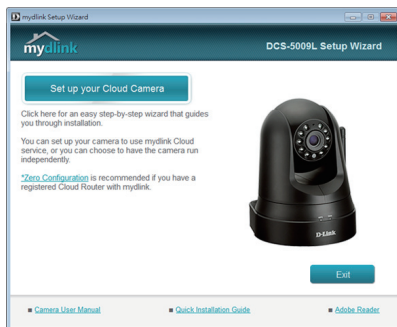 mydlink Setup Wizard
mydlink
DCS-5009L Setup Wizard
Set up your Cloud Camera
Click here for an easy step-by-step wizard that guides
you through installation.
You can set up your camera to use mydlink Cloud
service, or you can choose to have the camera run
independently.
*Zero Configuration is recommended if you have a
registered Cloud Router with mydlink.
D-Link
Exit
Camera User Manual
Quick Installation Guide
Adobe Reader